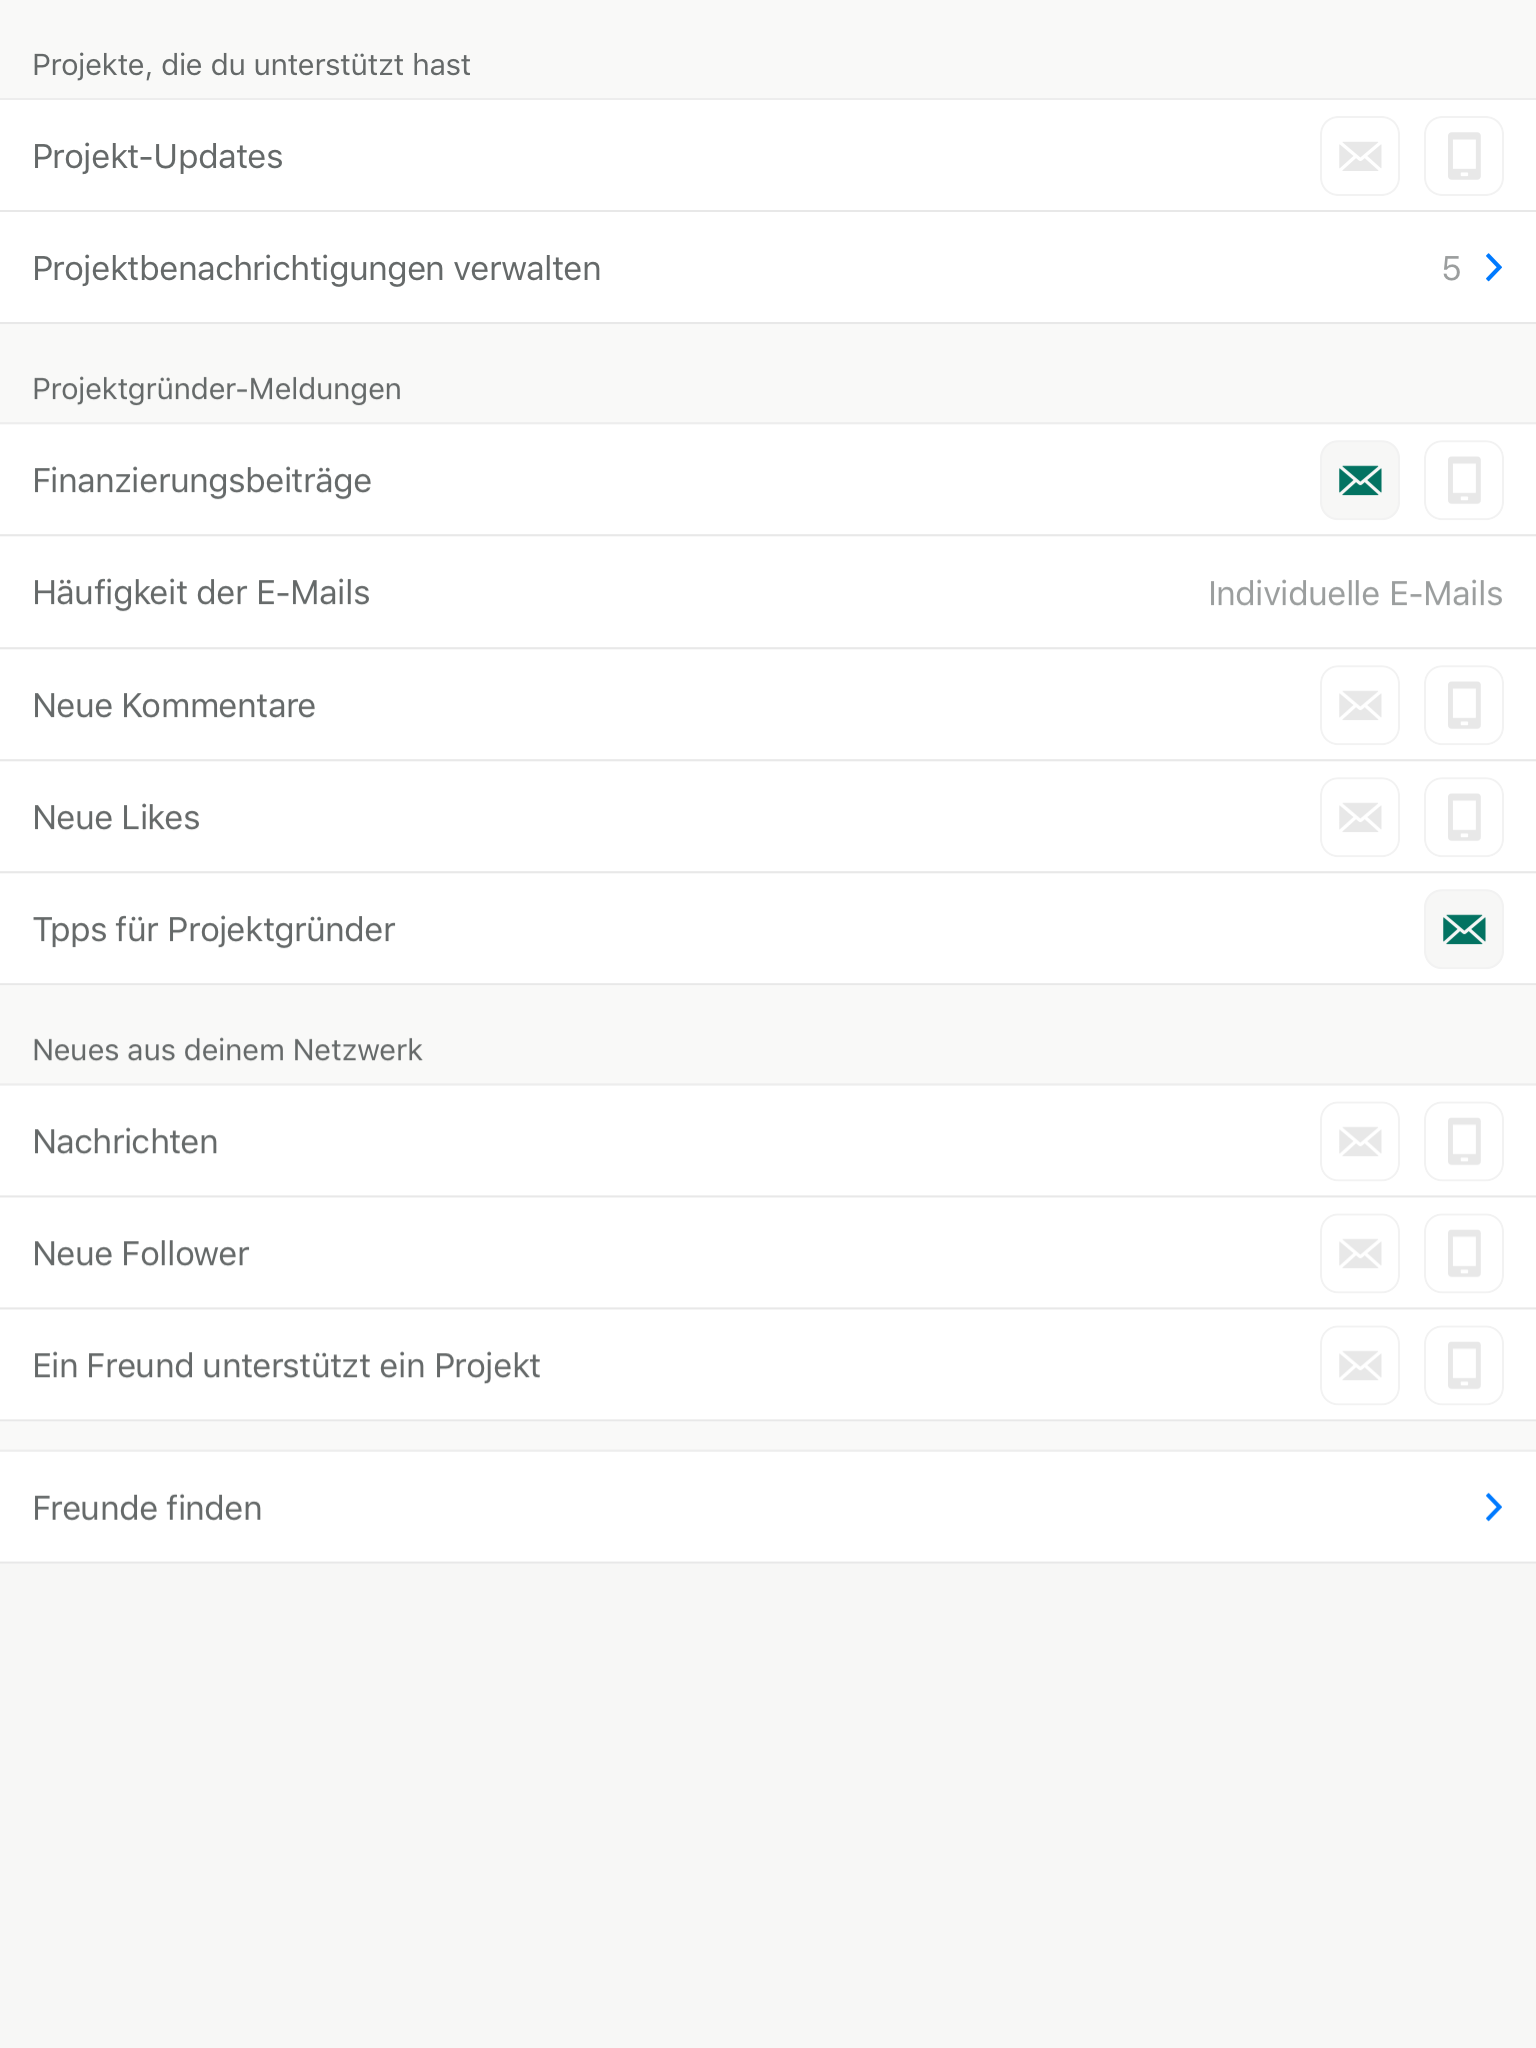 Projekte, die du unterstützt hast
Projekt-Updates
Projektbenachrichtigungen verwalten 5
Projektgründer-Meldungen
Finanzierungsbeiträge
Häufigkeit der E-Mails Individuelle E-Mails
Neue Kommentare
Neue Likes
Tpps für Projektgründer
Neues aus deinem Netzwerk
Nachrichten
Neue Follower
Ein Freund unterstützt ein Projekt
Freunde finden